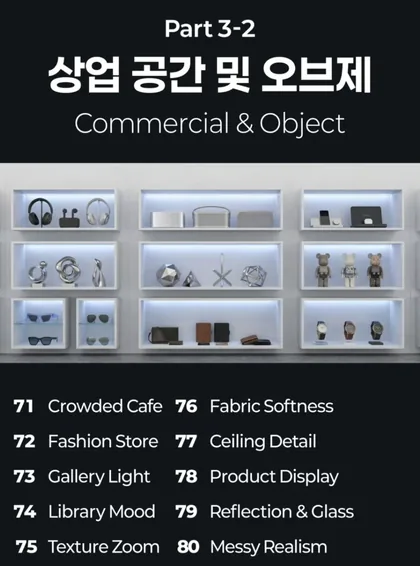 Part 3-2
상업 공간 및 오브제
Commercial & Object
71 Crowded Cafe 76 Fabric Softness
72 Fashion Store 77 Ceiling Detail
73 Gallery Light 78 Product Display
74 Library Mood 79 Reflection & Glass
75 Texture Zoom 80 Messy Realism